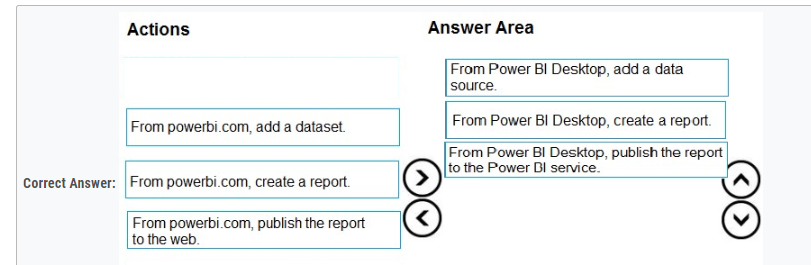 Actions
Answer Area
From Power BI Desktop, add a data
source.
From powerbi.com, add a dataset.
From Power BI Desktop, create a report.
From Power BI Desktop, publish the report
to the Power BI service.
Correct Answer:
From powerbi.com, create a report.
From powerbi.com, publish the report
to the web.